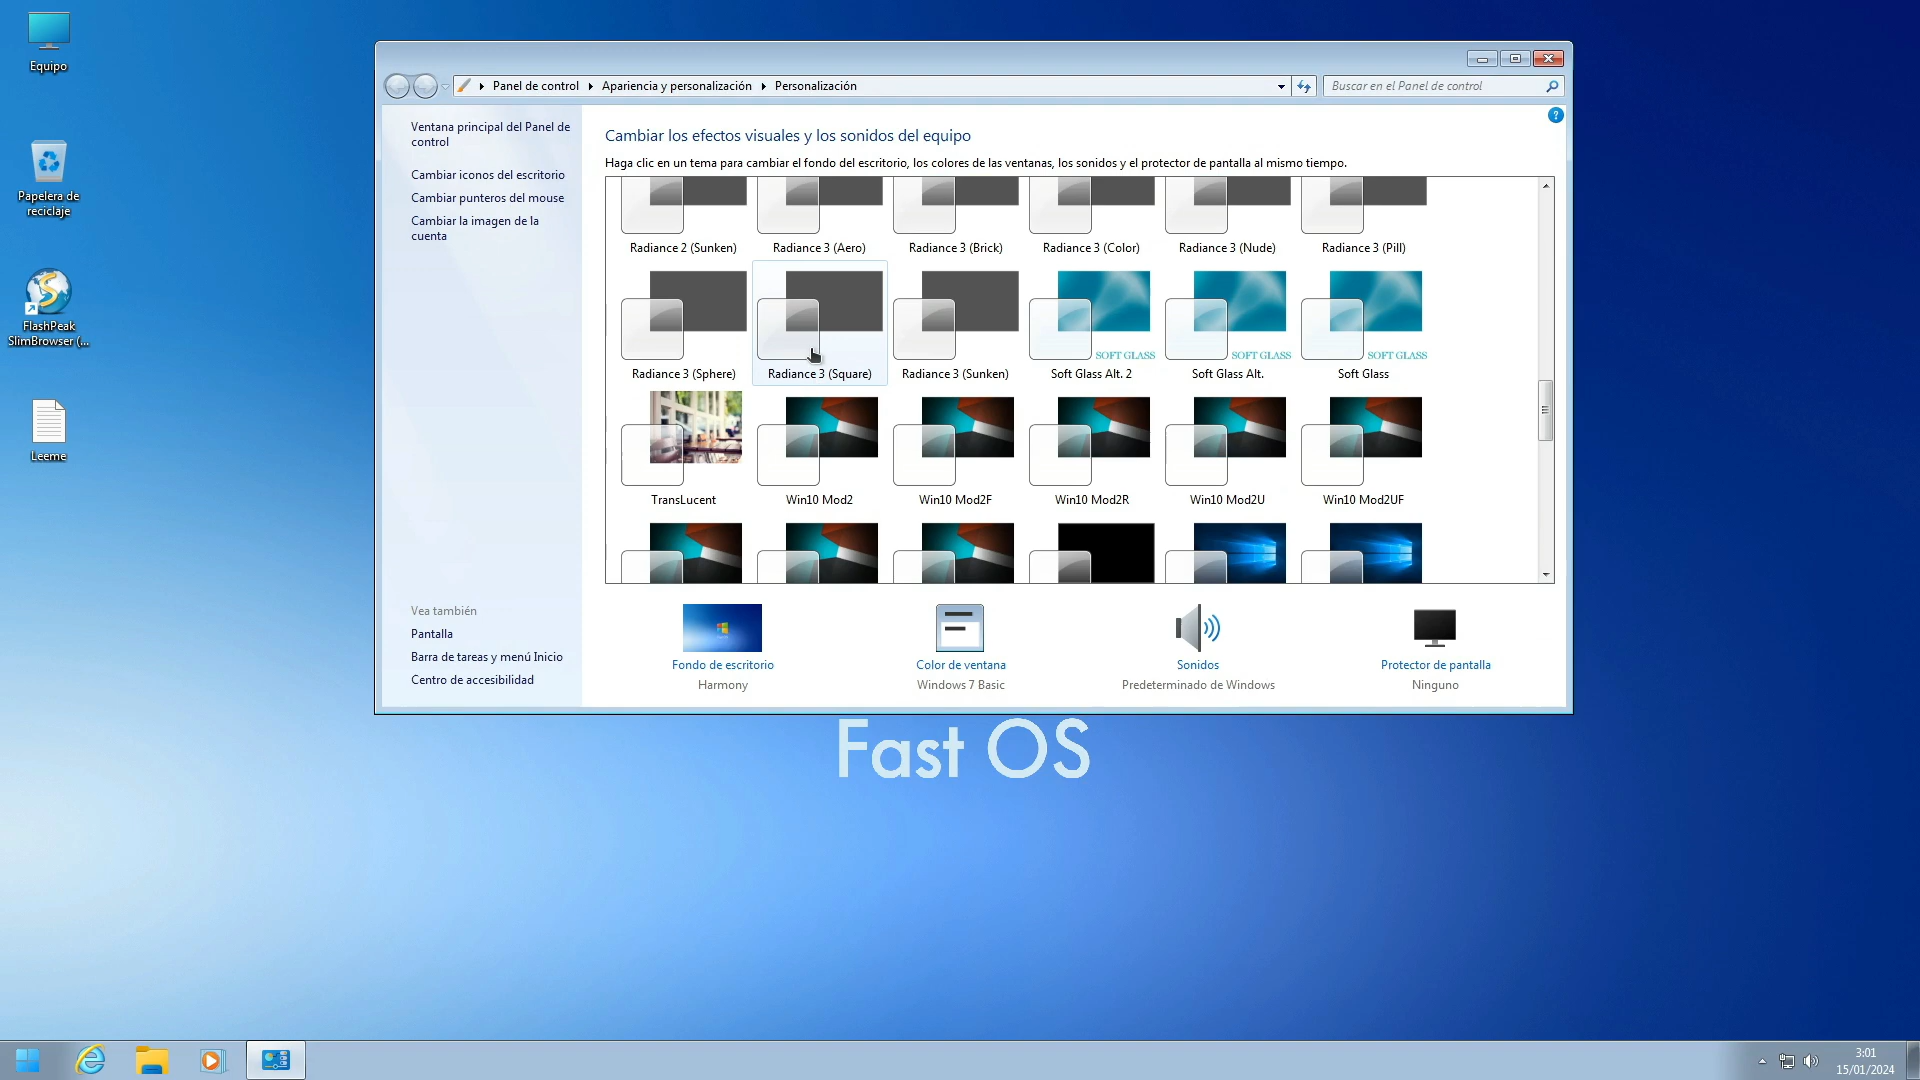 Equipo
Papelera de
reciclaje
FlashPeak
SlimBrowser (...
Leeme
Panel de control
Apariencia y personalización
Personalización
Buscar en el Panel de control
Ventana principal del Panel de
control
Cambiar iconos del escritorio
Cambiar punteros del mouse
Cambiar la imagen de la
cuenta
Vea también
Pantalla
Barra de tareas y menú Inicio
Centro de accesibilidad
Cambiar los efectos visuales y los sonidos del equipo
Haga clic en un tema para cambiar el fondo del escritorio, los colores de las ventanas, los sonidos y el protector de pantalla al mismo tiempo.
Radiance 2 (Sunken)
Radiance 3 (Aero)
Radiance 3 (Brick)
Radiance 3 (Color)
Radiance 3 (Nude)
Radiance 3 (Pill)
SOFT GLASS
SOFT GLASS
SOFT GLASS
Radiance 3 (Sphere)
Radiance 3 (Square)
Radiance 3 (Sunken)
Soft Glass Alt. 2
Soft Glass Alt.
Soft Glass
TransLucent
Win10 Mod2
Win10 Mod2F
Win10 Mod2R
Win10 Mod2U
Win10 Mod2UF
Fondo de escritorio
Harmony
Color de ventana
Windows 7 Basic
Sonidos
Predeterminado de Windows
Protector de pantalla
Ninguno
Fast OS
3:01
15/01/2024